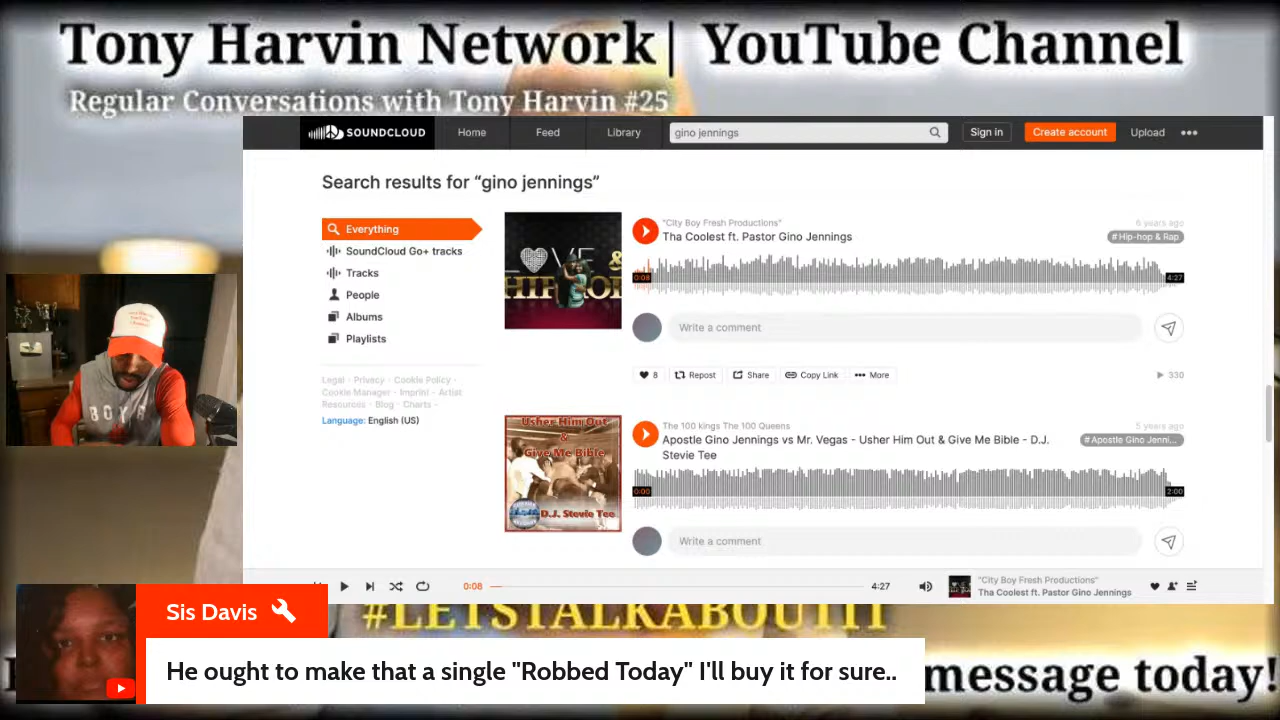 Tony Harvin Network| YouTube Channel
Regular Conversations with Tony Harvin #25
SOUNDCLOUD
Home
Feed
Library
gino jennings
Sign in
Create account
Upload
Search results for “gino jennings”
Everything
SoundCloud Go+ tracks
Tracks
People
Albums
Playlists
Legal - Privacy - Cookie Policy -
Cookie Manager - Imprint - Artist
Resources - Blog - Charts -
Language: English (US)
"City Boy Fresh Productions"
6 years ago
Tha Coolest ft. Pastor Gino Jennings
# Hip-hop & Rap
0:08
4:27
Write a comment
8
Repost
Share
Copy Link
More
330
The 100 kings The 100 Queens
5 years ago
Apostle Gino Jennings vs Mr. Vegas - Usher Him Out & Give Me Bible - D.J.
Stevie Tee
# Apostle Gino Jenni...
Usher Him Out
&
Give Me Bible
D.J. Stevie Tee
0:00
2:00
Write a comment
0:08
4:27
"City Boy Fresh Productions"
Tha Coolest ft. Pastor Gino Jennings
Sis Davis
#LETSTALKABOUTIT
He ought to make that a single "Robbed Today" I'll buy it for sure..
message today!